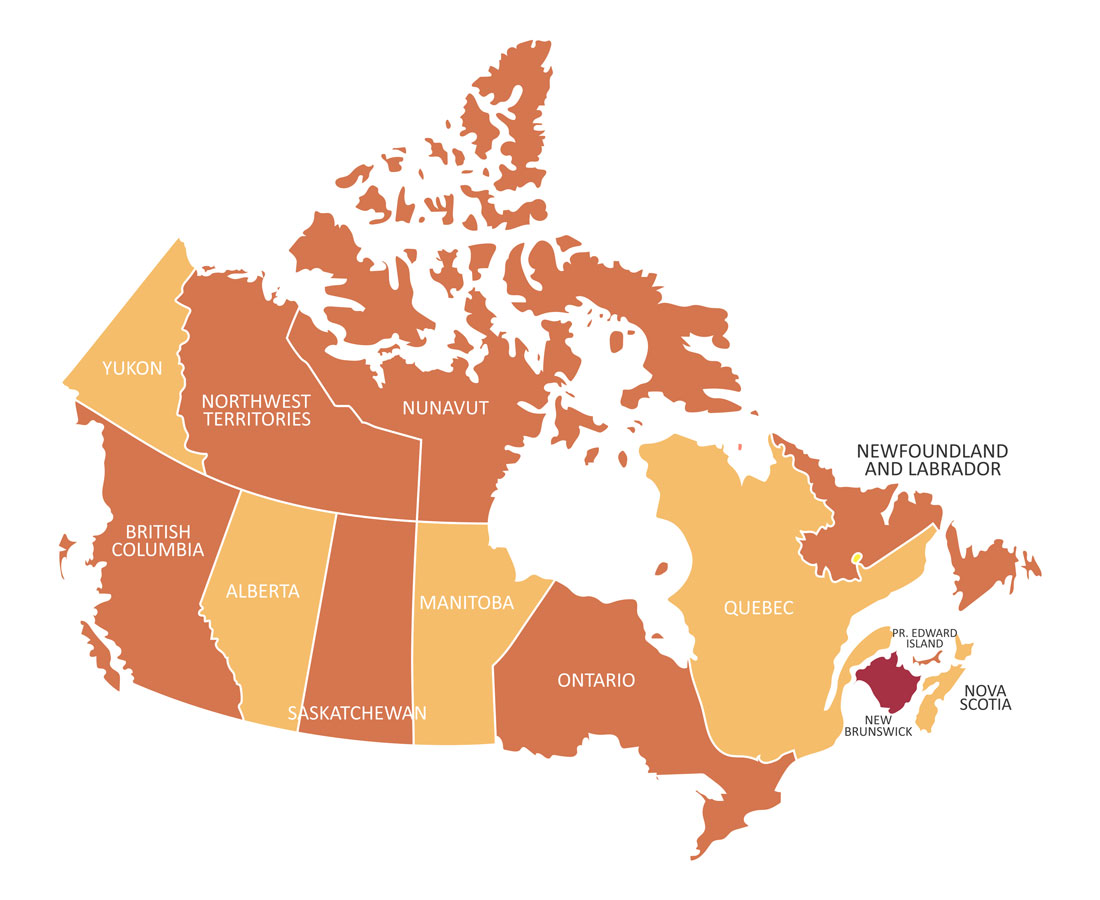 YUKON
NORTHWEST
TERRITORIES
NUNAVUT
NEWFOUNDLAND
AND LABRADOR
BRITISH
COLUMBIA
ALBERTA
MANITOBA
QUEBEC
PR. EDWARD
ISLAND
ONTARIO
NOVA
SCOTIA
SASKATCHEWAN
NEW
BRUNSWICK